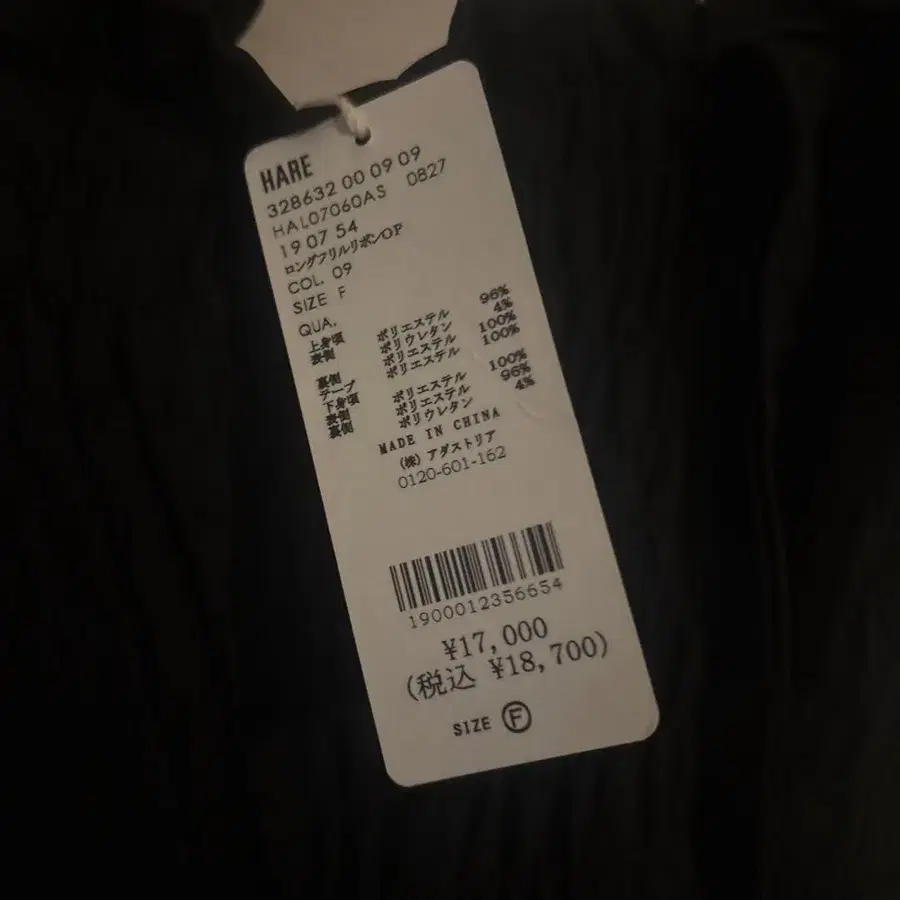 HARE
328632 00 09 09
HAL07060AS 0827
19 07 54
ロングフリルリボンOP
COL. 09
SIZE F
QUA.
上身頃
表側 ポリエステル 96%
ポリウレタン 4%
裏側 ポリエステル 100%
テープ ポリエステル 100%
下身頃
表側 ポリエステル 100%
裏側 ポリエステル 96%
ポリウレタン 4%
MADE IN CHINA
(株) アダストリア
0120-601-162
1900012356654
¥17,000
(税込 ¥18,700)
SIZE F